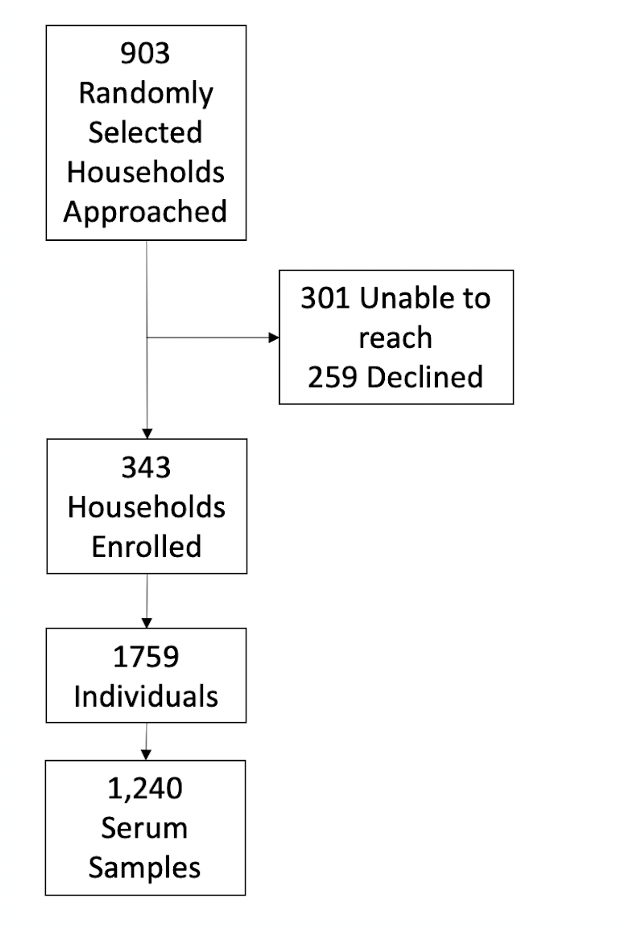 903
Randomly
Selected
Households
Approached
301 Unable to
reach
259 Declined
343
Households
Enrolled
1759
Individuals
1,240
Serum
Samples